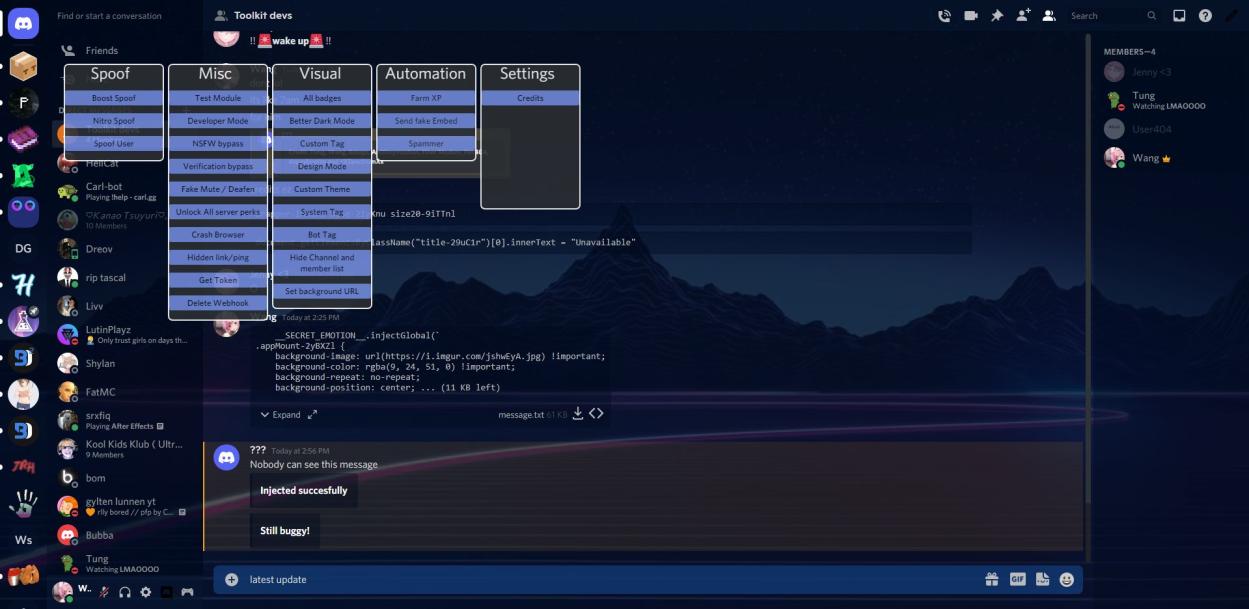 Find or start a conversation
Toolkit devs
Search
Friends
!! wake up !!
MEMBERS—4
Jenny <3
Tung
Watching LMAOOOO
User404
Wang
Spoof
Boost Spoof
Nitro Spoof
Spoof User
Misc
Test Module
Developer Mode
NSFW bypass
Verification bypass
Fake Mute / Deafen
Unlock All server perks
Crash Browser
Hidden link/ping
Get Token
Delete Webhook
Visual
All badges
Better Dark Mode
Custom Tag
Design Mode
Custom Theme
System Tag
Bot Tag
Hide Channel and
member list
Set background URL
Automation
Farm XP
Send fake Embed
Spammer
Settings
Credits
Toolkit devs
HellCat
Carl-bot
Playing !help - carl.gg
♡Kanao Tsuyuri♡,
10 Members
Dreov
rip tascal
Livv
LutinPlayz
Only trust girls on days th...
Shylan
FatMC
srxfiq
Playing After Effects
Kool Kids Klub ( Ultr...
9 Members
bom
gylten lunnen yt
rlly bored // pfp by C...
Bubba
Tung
Watching LMAOOOO
W..
DG
Ws
size20-9iTTnl
lassName("title-29uC1r")[0].innerText = "Unavailable"
Wang Today at 2:25 PM
__SECRET_EMOTION__.injectGlobal(`
.appMount-2yBXZl {
background-image: url(https://i.imgur.com/jshwEyA.jpg) !important;
background-color: rgba(9, 24, 51, 0) !important;
background-repeat: no-repeat;
background-position: center; ... (11 KB left)
Expand
message.txt 61 KB
??? Today at 2:56 PM
Nobody can see this message
Injected succesfully
Still buggy!
latest update
GIF